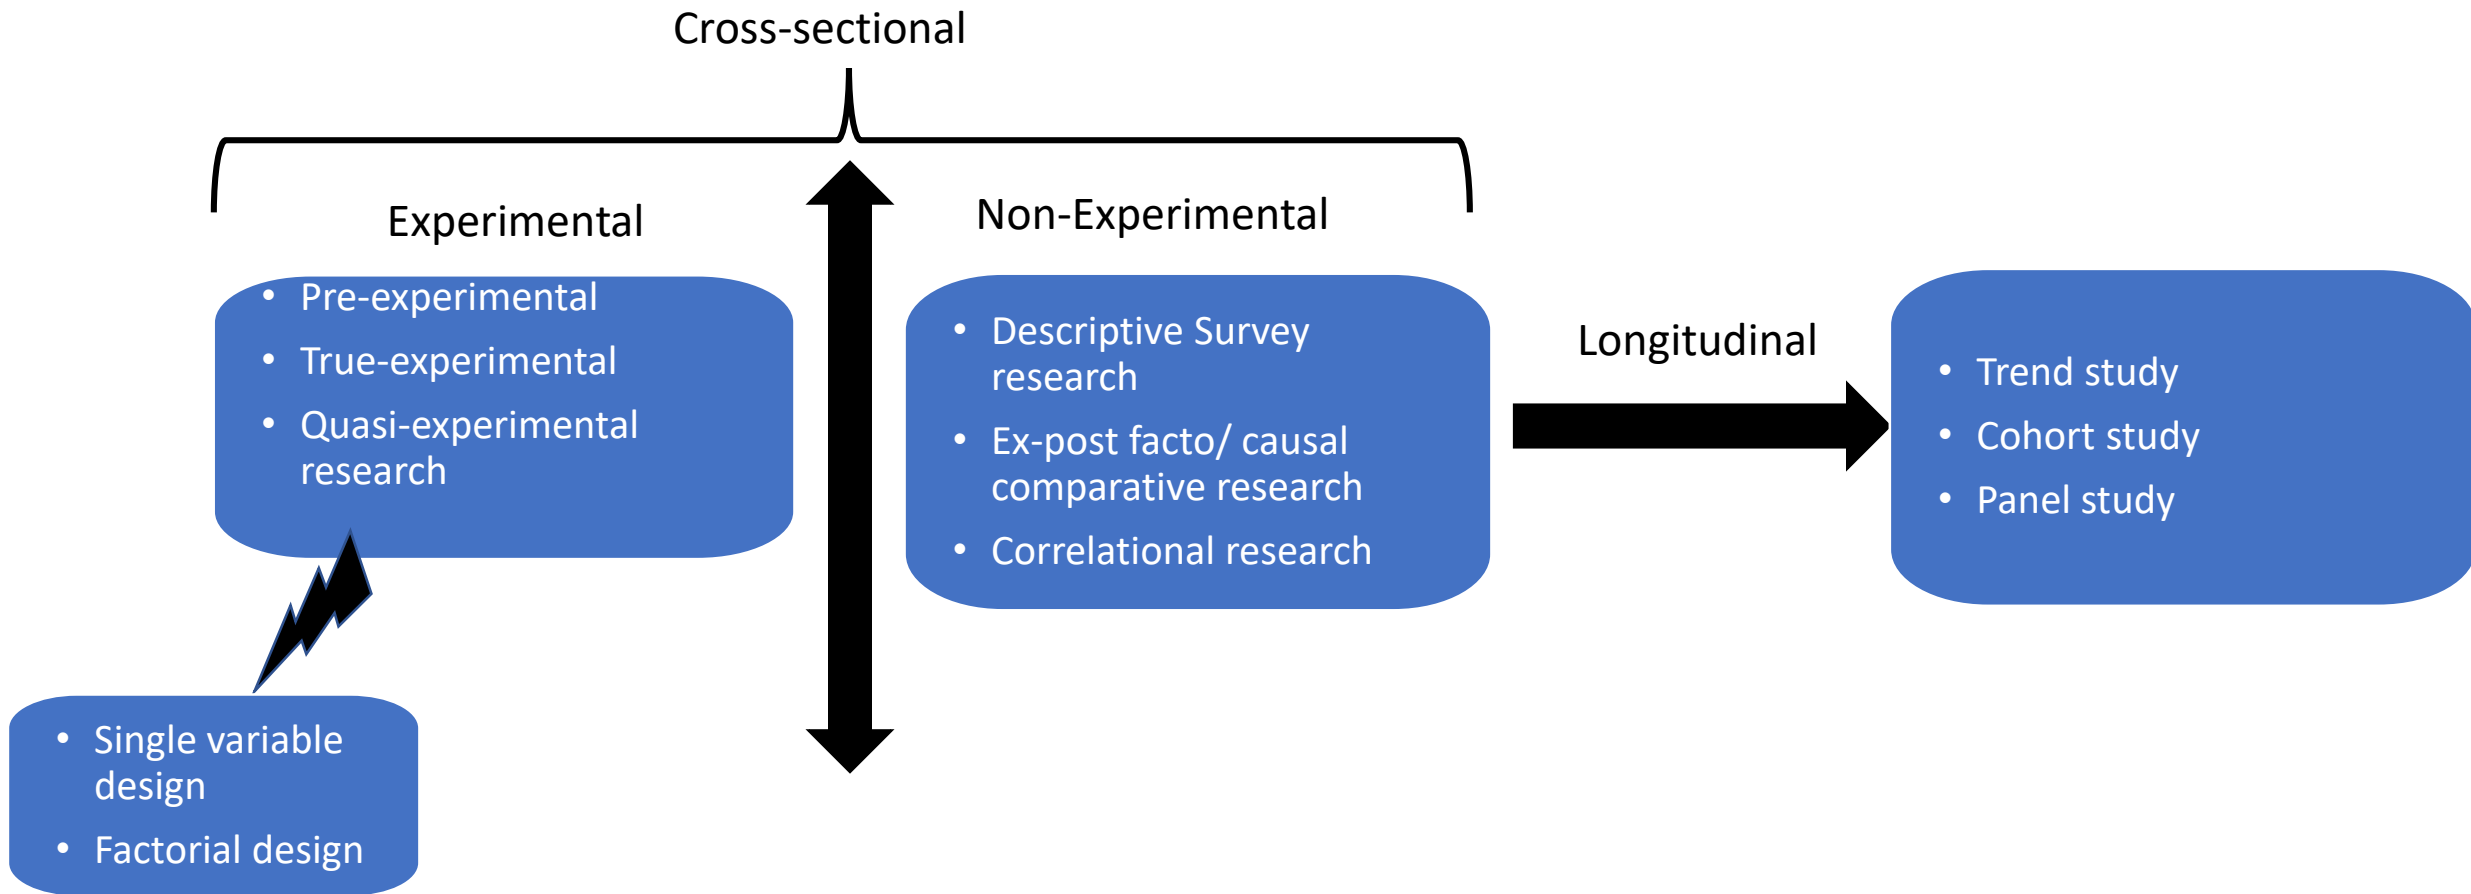 Cross-sectional
Experimental
• Pre-experimental
• True-experimental
• Quasi-experimental
research
• Single variable
design
• Factorial design
Non-Experimental
• Descriptive Survey
research
• Ex-post facto/ causal
comparative research
• Correlational research
Longitudinal
• Trend study
• Cohort study
• Panel study